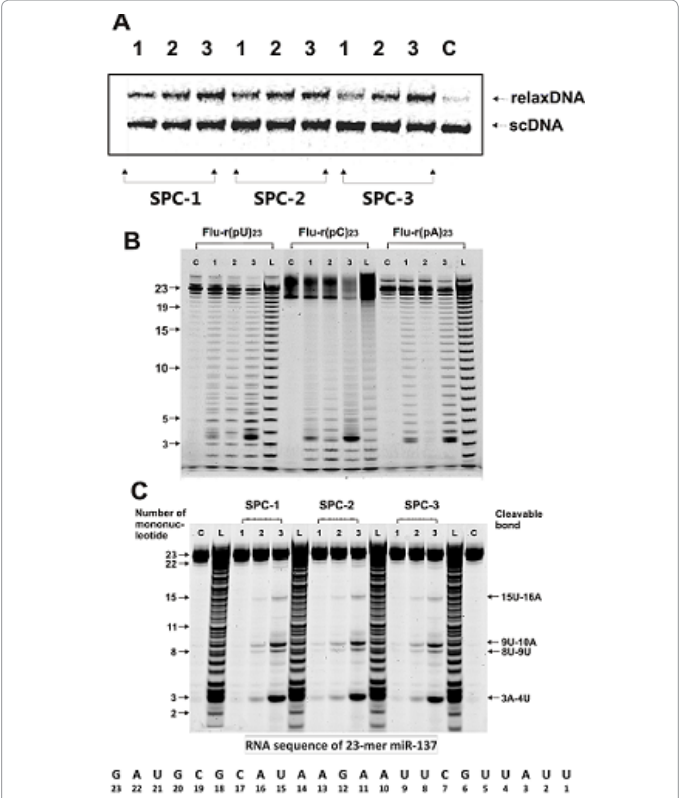 A
1 2 3 1 2 3 1 2 3 C
relaxDNA
scDNA
SPC-1 SPC-2 SPC-3
B
Flu-r(pU)23 Flu-r(pC)23 Flu-r(pA)23
C 1 2 3 L C 1 2 3 L C 1 2 3 L
23
19
15
10
5
3
C
SPC-1 SPC-2 SPC-3
Number of
mononuc-
leotide
Cleavable
bond
C L 1 2 3 L 1 2 3 L 1 2 3 L C
23
22
15 15U-16A
11
9U-10A
8 8U-9U
3 3A-4U
2
RNA sequence of 23-mer miR-137
G A U G C G C A U A A G A A U U C G U U A U U
23 22 21 20 19 18 17 16 15 14 13 12 11 10 9 8 7 6 5 4 3 2 1